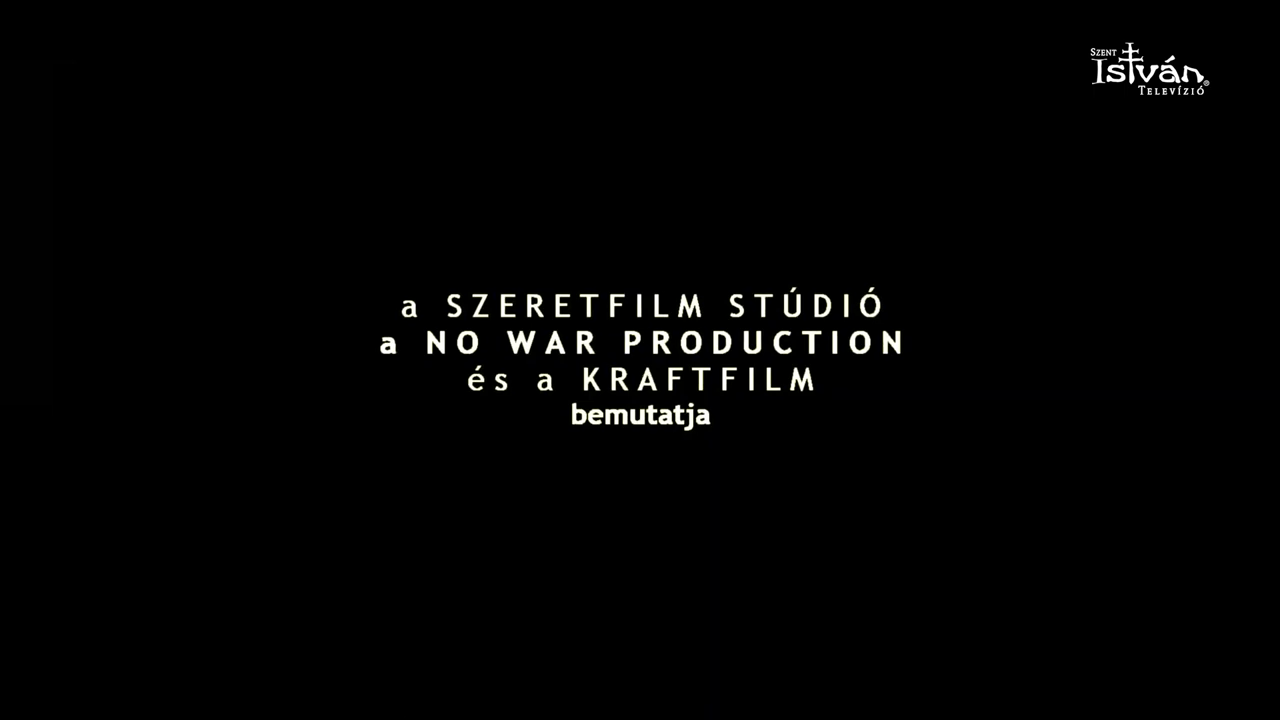 SZENT
ISTVÁN®
TELEVÍZIÓ
a SZERETFILM STÚDIÓ
a NO WAR PRODUCTION
és a KRAFTFILM
bemutatja